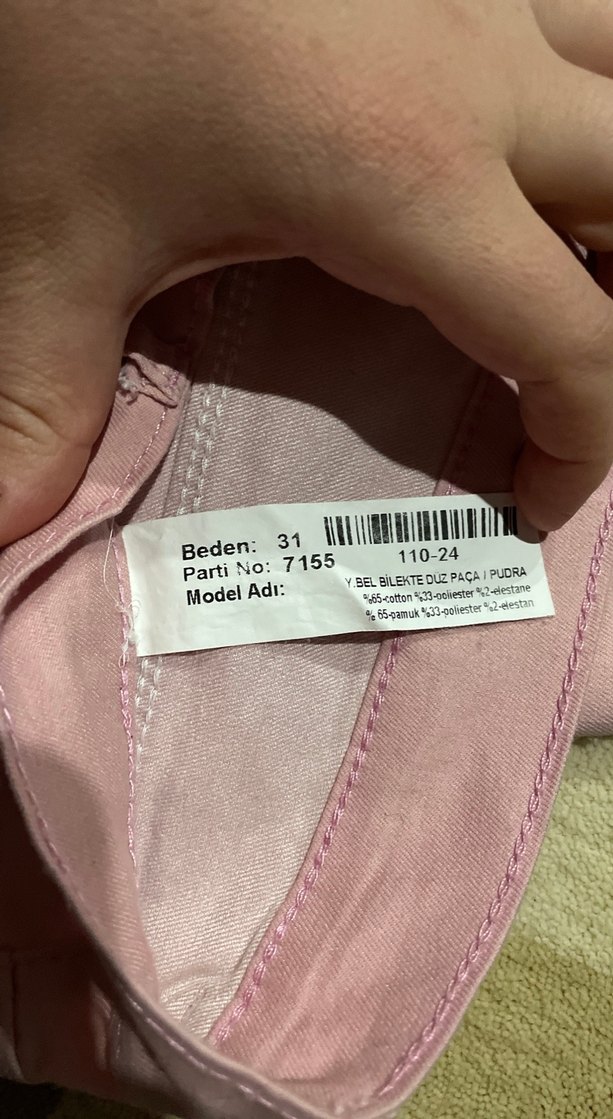 Beden: 31
Parti No: 7155
Model Adı:
110-24
Y.BEL BİLEKTE DÜZ PAÇA / PUDRA
%65-cotton %33-poliester %2-elestane
% 65-pamuk %33-poliester %2-elestan